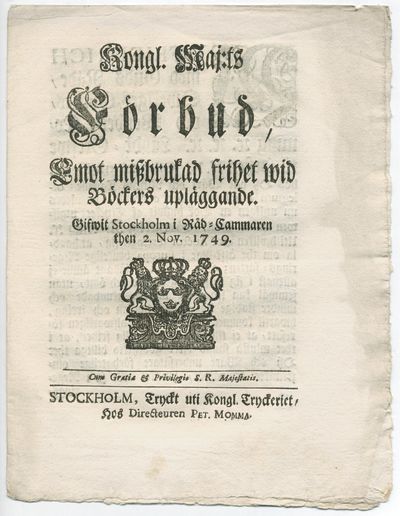 Kongl. Maj:ts
Förbud,
Emot mißbrukad frihet wid
Böckers upläggande.
Gifwit Stockholm i Råd-Cammaren
then 2. Nov. 1749.
Cum Gratia & Privilegio S. R. Majestatis.
STOCKHOLM, Tryckt uti Kongl. Tryckeriet,
Hos Directeuren PET. MOMMA.